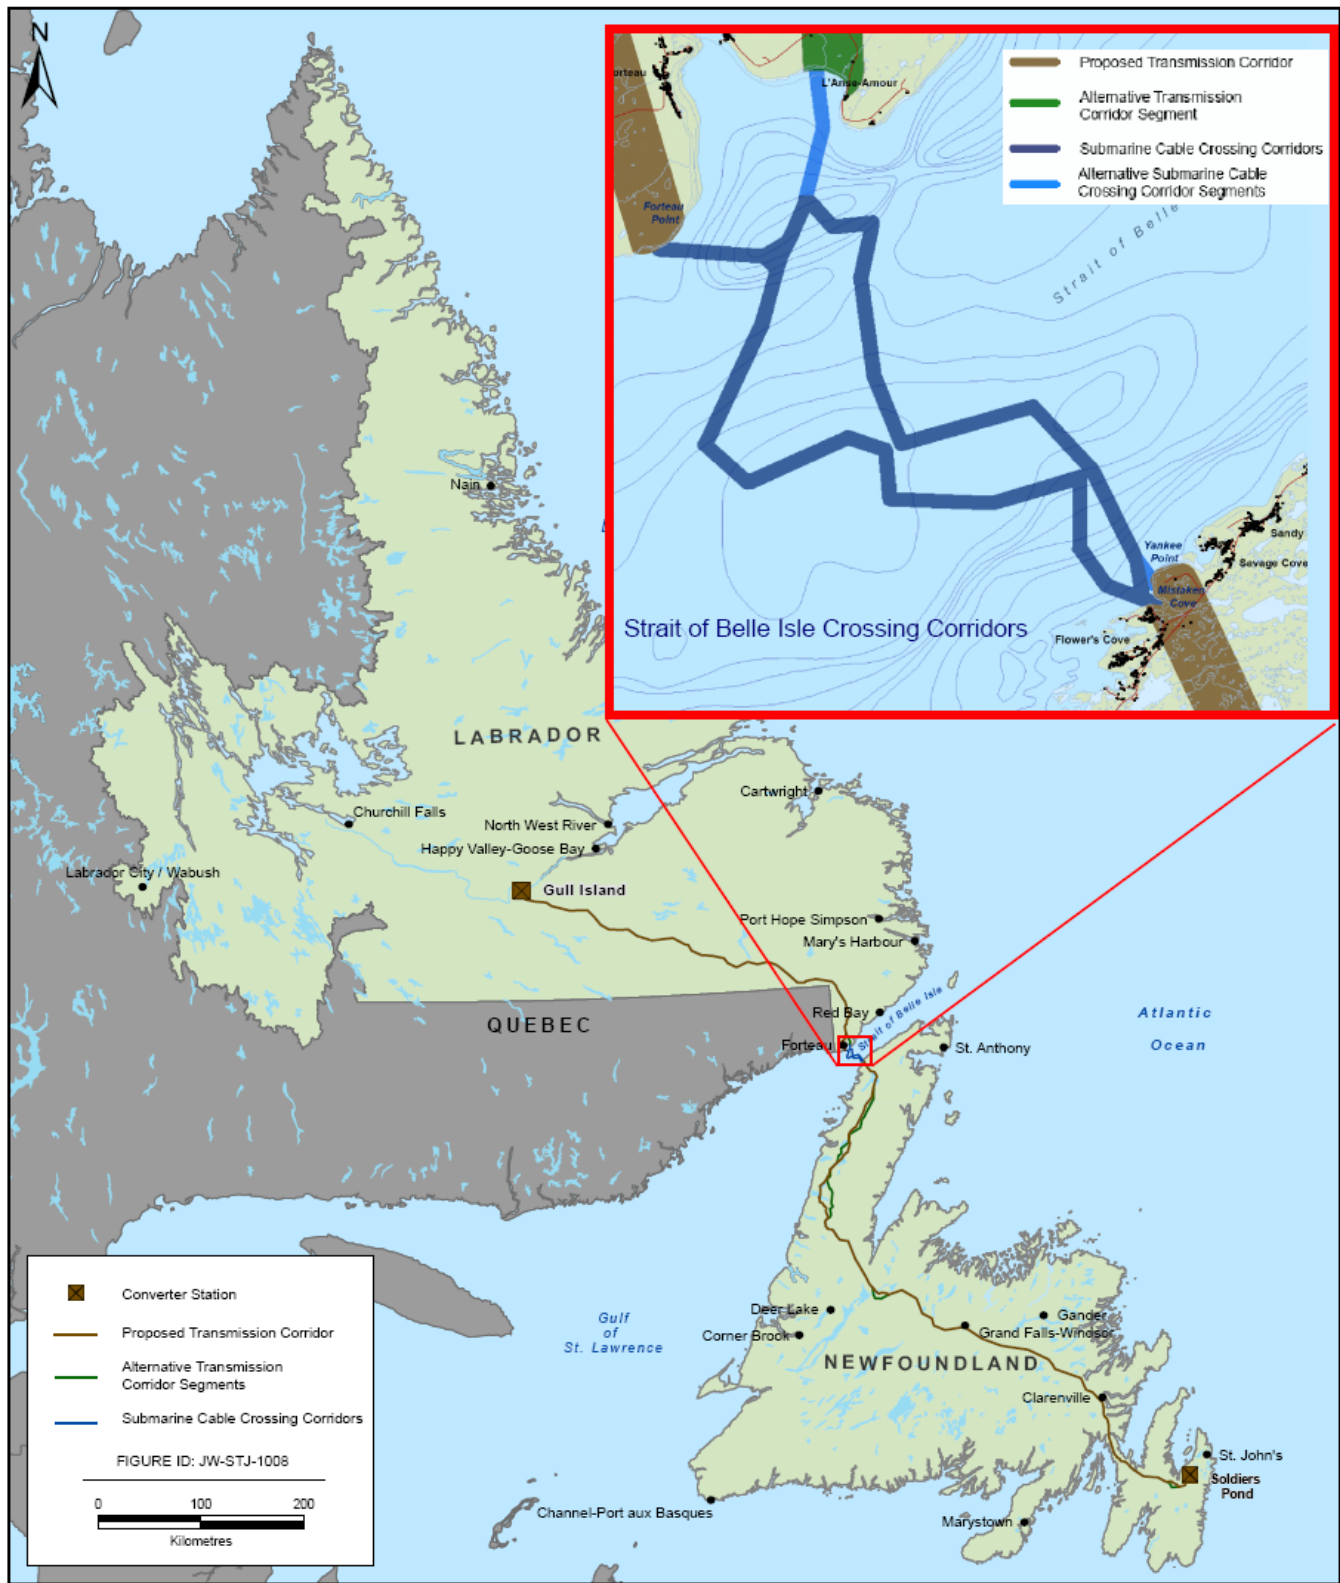 N
orteau
L'Anse-Amour
Proposed Transmission Corridor
Alternative Transmission
Corridor Segment
Submarine Cable Crossing Corridors
Alternative Submarine Cable
Crossing Corridor Segments
Forteau
Point
Strait of Belle
Sandy
Savage Cove
Yankee
Point
Mistaken
Cove
Flower's Cove
Strait of Belle Isle Crossing Corridors
Nain
LABRADOR
Cartwright
Churchill Falls
North West River
Happy Valley-Goose Bay
Labrador City / Wabush
Gull Island
Port Hope Simpson
Mary's Harbour
Red Bay
Strait of Belle Isle
Atlantic
Ocean
QUEBEC
Forteau
St. Anthony
Deer Lake
Gander
Corner Brook
Grand Falls-Windsor
Gulf
of
St. Lawrence
NEWFOUNDLAND
Clarenville
St. John's
Soldiers
Pond
Channel-Port aux Basques
Marystown
Converter Station
Proposed Transmission Corridor
Alternative Transmission
Corridor Segments
Submarine Cable Crossing Corridors
FIGURE ID: JW-STJ-1008
0 100 200
Kilometres